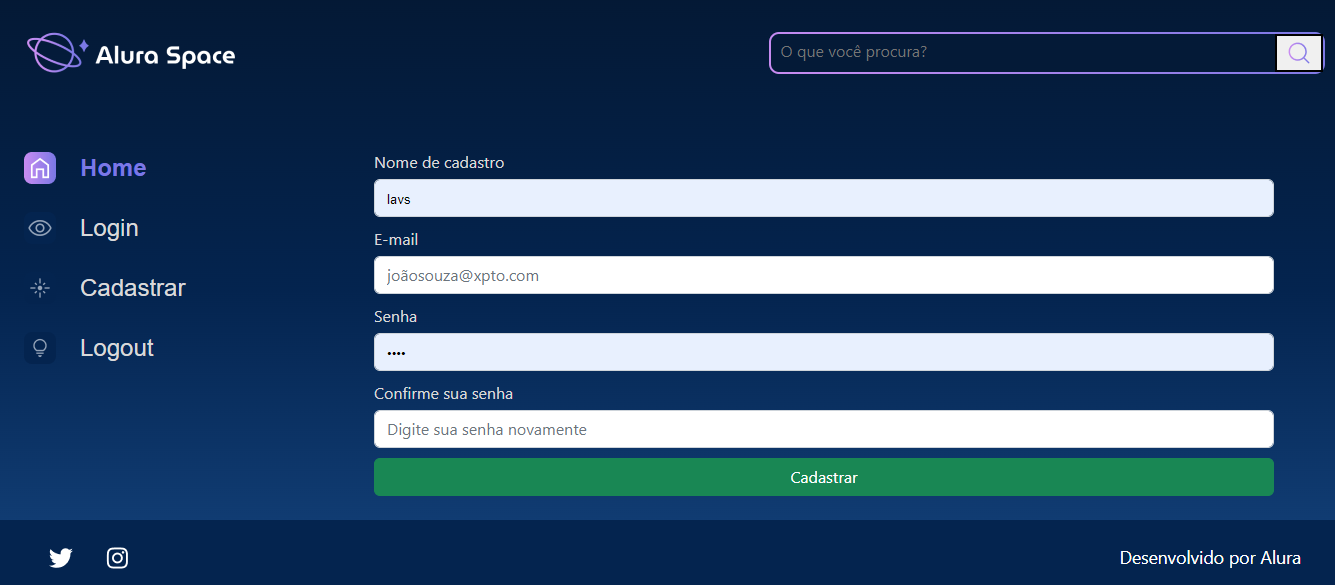 Alura Space
O que você procura?
Home
Login
Cadastrar
Logout
Nome de cadastro
lavs
E-mail
joãosouza@xpto.com
Senha
••••
Confirme sua senha
Digite sua senha novamente
Cadastrar
Desenvolvido por Alura